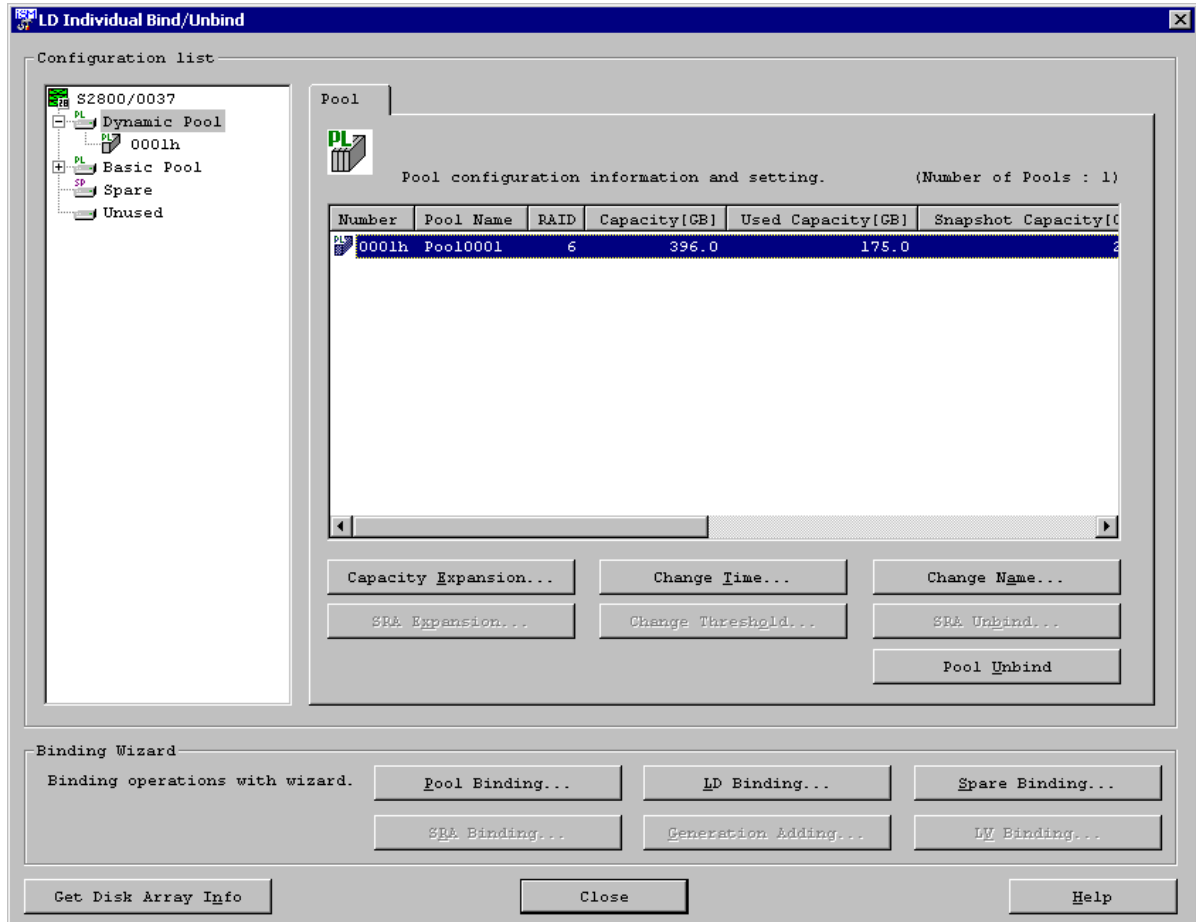 LD Individual Bind/Unbind
Configuration list
S2800/0037
Dynamic Pool
0001h
Basic Pool
Spare
Unused
Pool
Pool configuration information and setting. (Number of Pools : 1)
Number Pool Name RAID Capacity[GB] Used Capacity[GB] Snapshot Capacity[G
0001h Pool0001 6 396.0 175.0 2
Capacity Expansion... Change Time... Change Name...
SRA Expansion... Change Threshold... SRA Unbind...
Pool Unbind
Binding Wizard
Binding operations with wizard. Pool Binding... LD Binding... Spare Binding...
SRA Binding... Generation Adding... LV Binding...
Get Disk Array Info Close Help